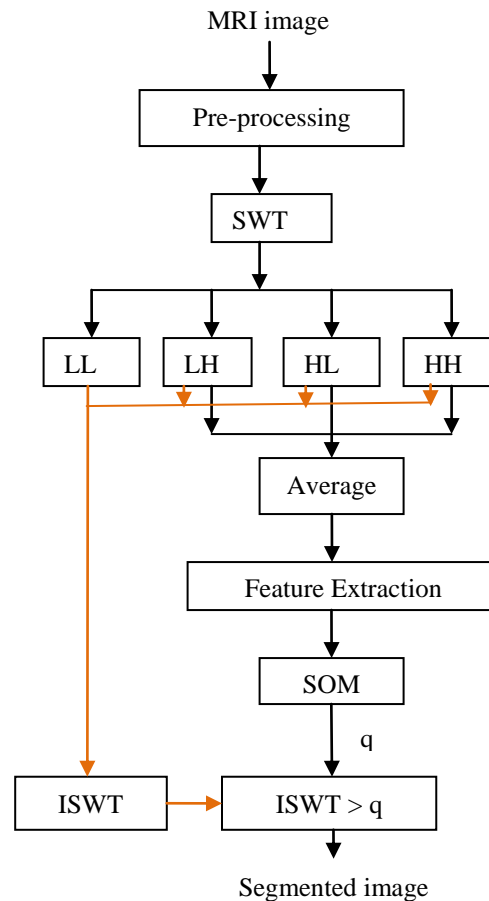 MRI image
Pre-processing
SWT
LL
LH
HL
HH
Average
Feature Extraction
SOM
q
ISWT
ISWT > q
Segmented image